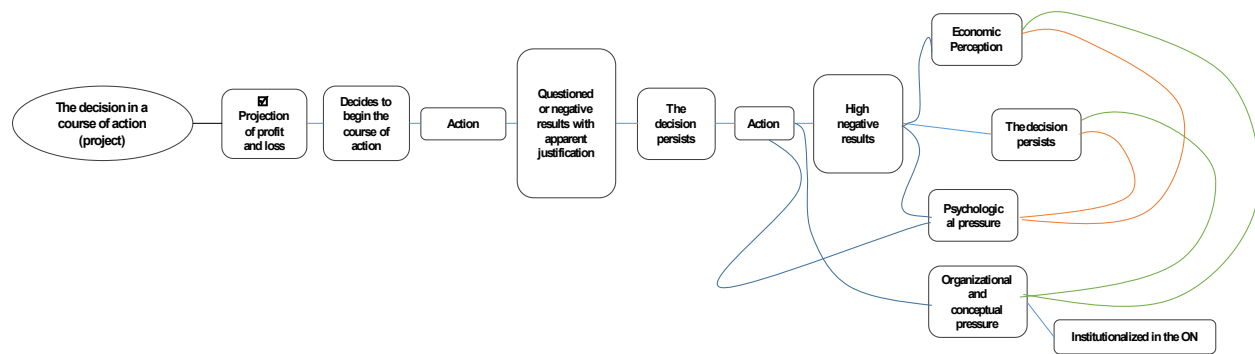 The decision in a
course of action
(project)
☑
Projection
of profit
and loss
Decides to
begin the
course of
action
Action
Questioned
or negative
results with
apparent
justification
The
decision
persists
Action
High
negative
results
Economic
Perception
The decision
persists
Psychologic
al pressure
Organizational
and
conceptual
pressure
Institutionalized in the ON